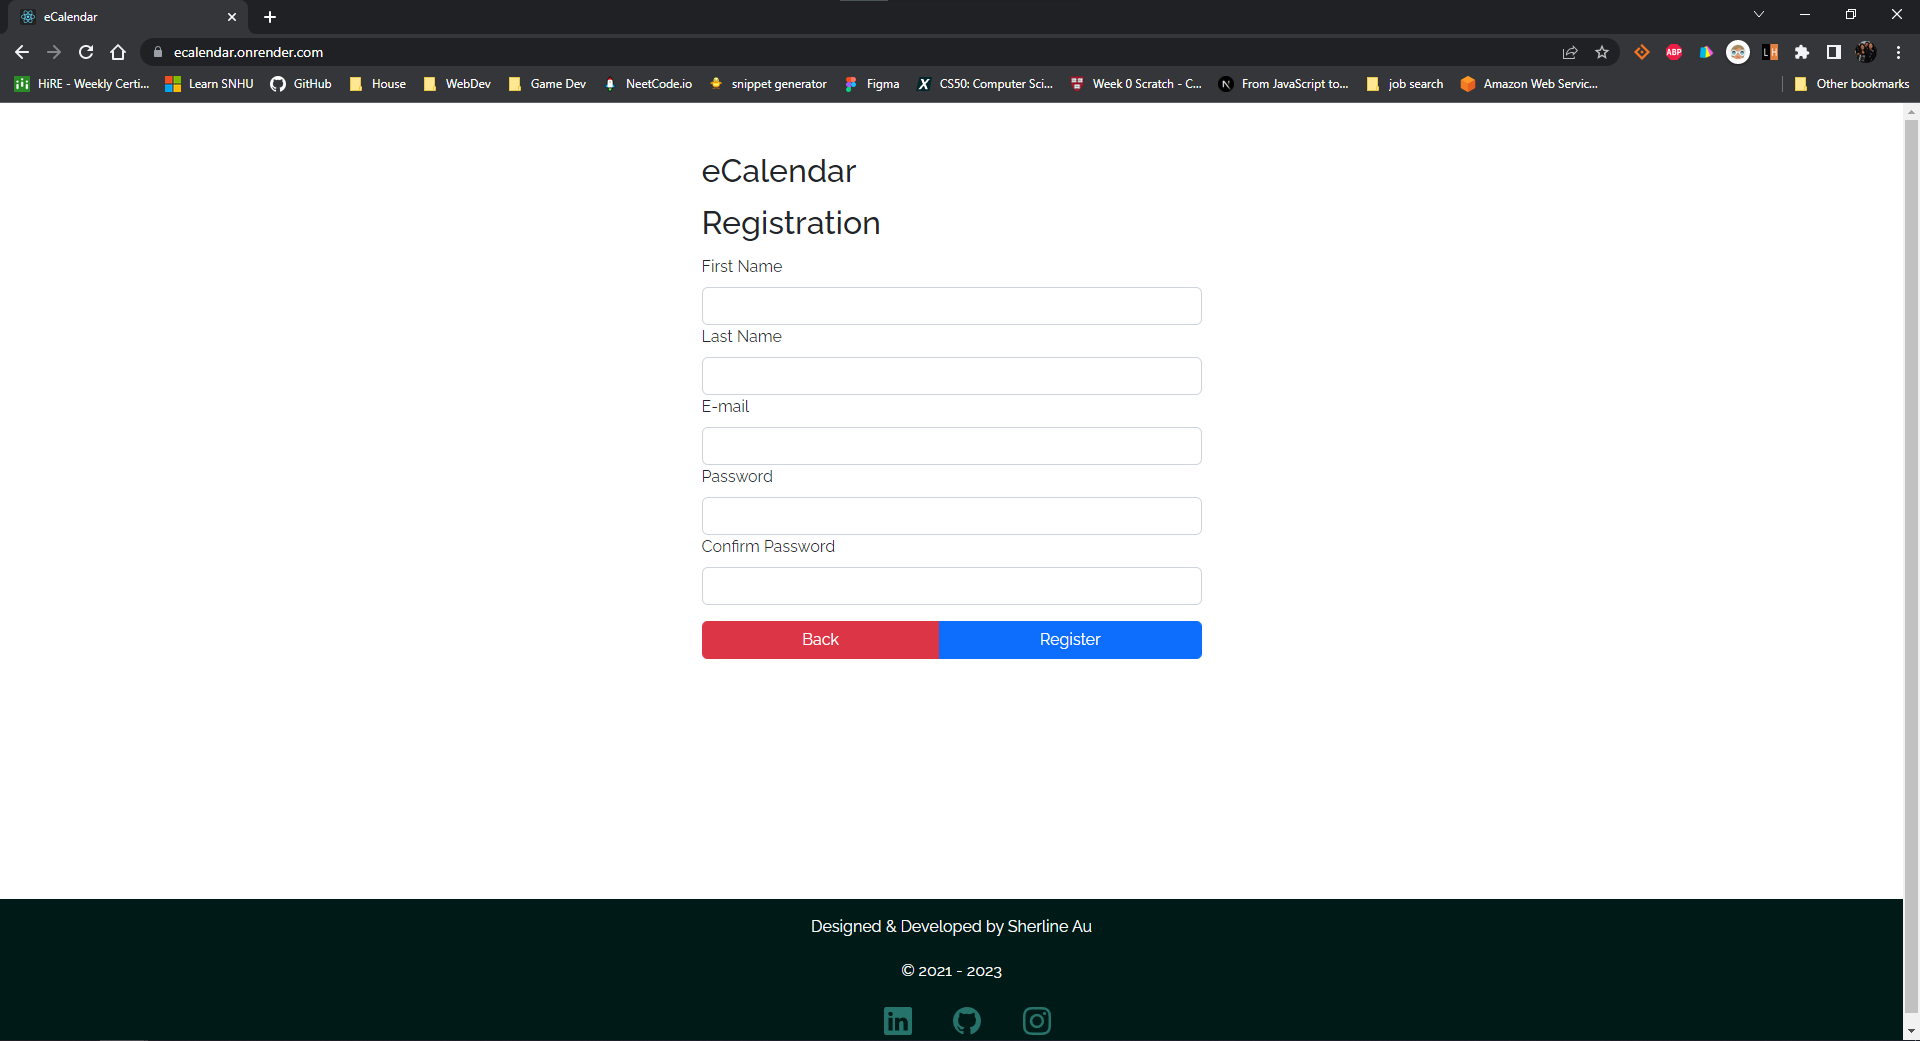 eCalendar
ecalendar.onrender.com
ABP
L H
HiRE - Weekly Certi... Learn SNHU GitHub House WebDev Game Dev NeetCode.io snippet generator Figma CS50: Computer Sci... Week 0 Scratch - C... From JavaScript to... job search Amazon Web Servic... Other bookmarks
eCalendar
Registration
First Name
Last Name
E-mail
Password
Confirm Password
Back Register
Designed & Developed by Sherline Au
© 2021 - 2023
in